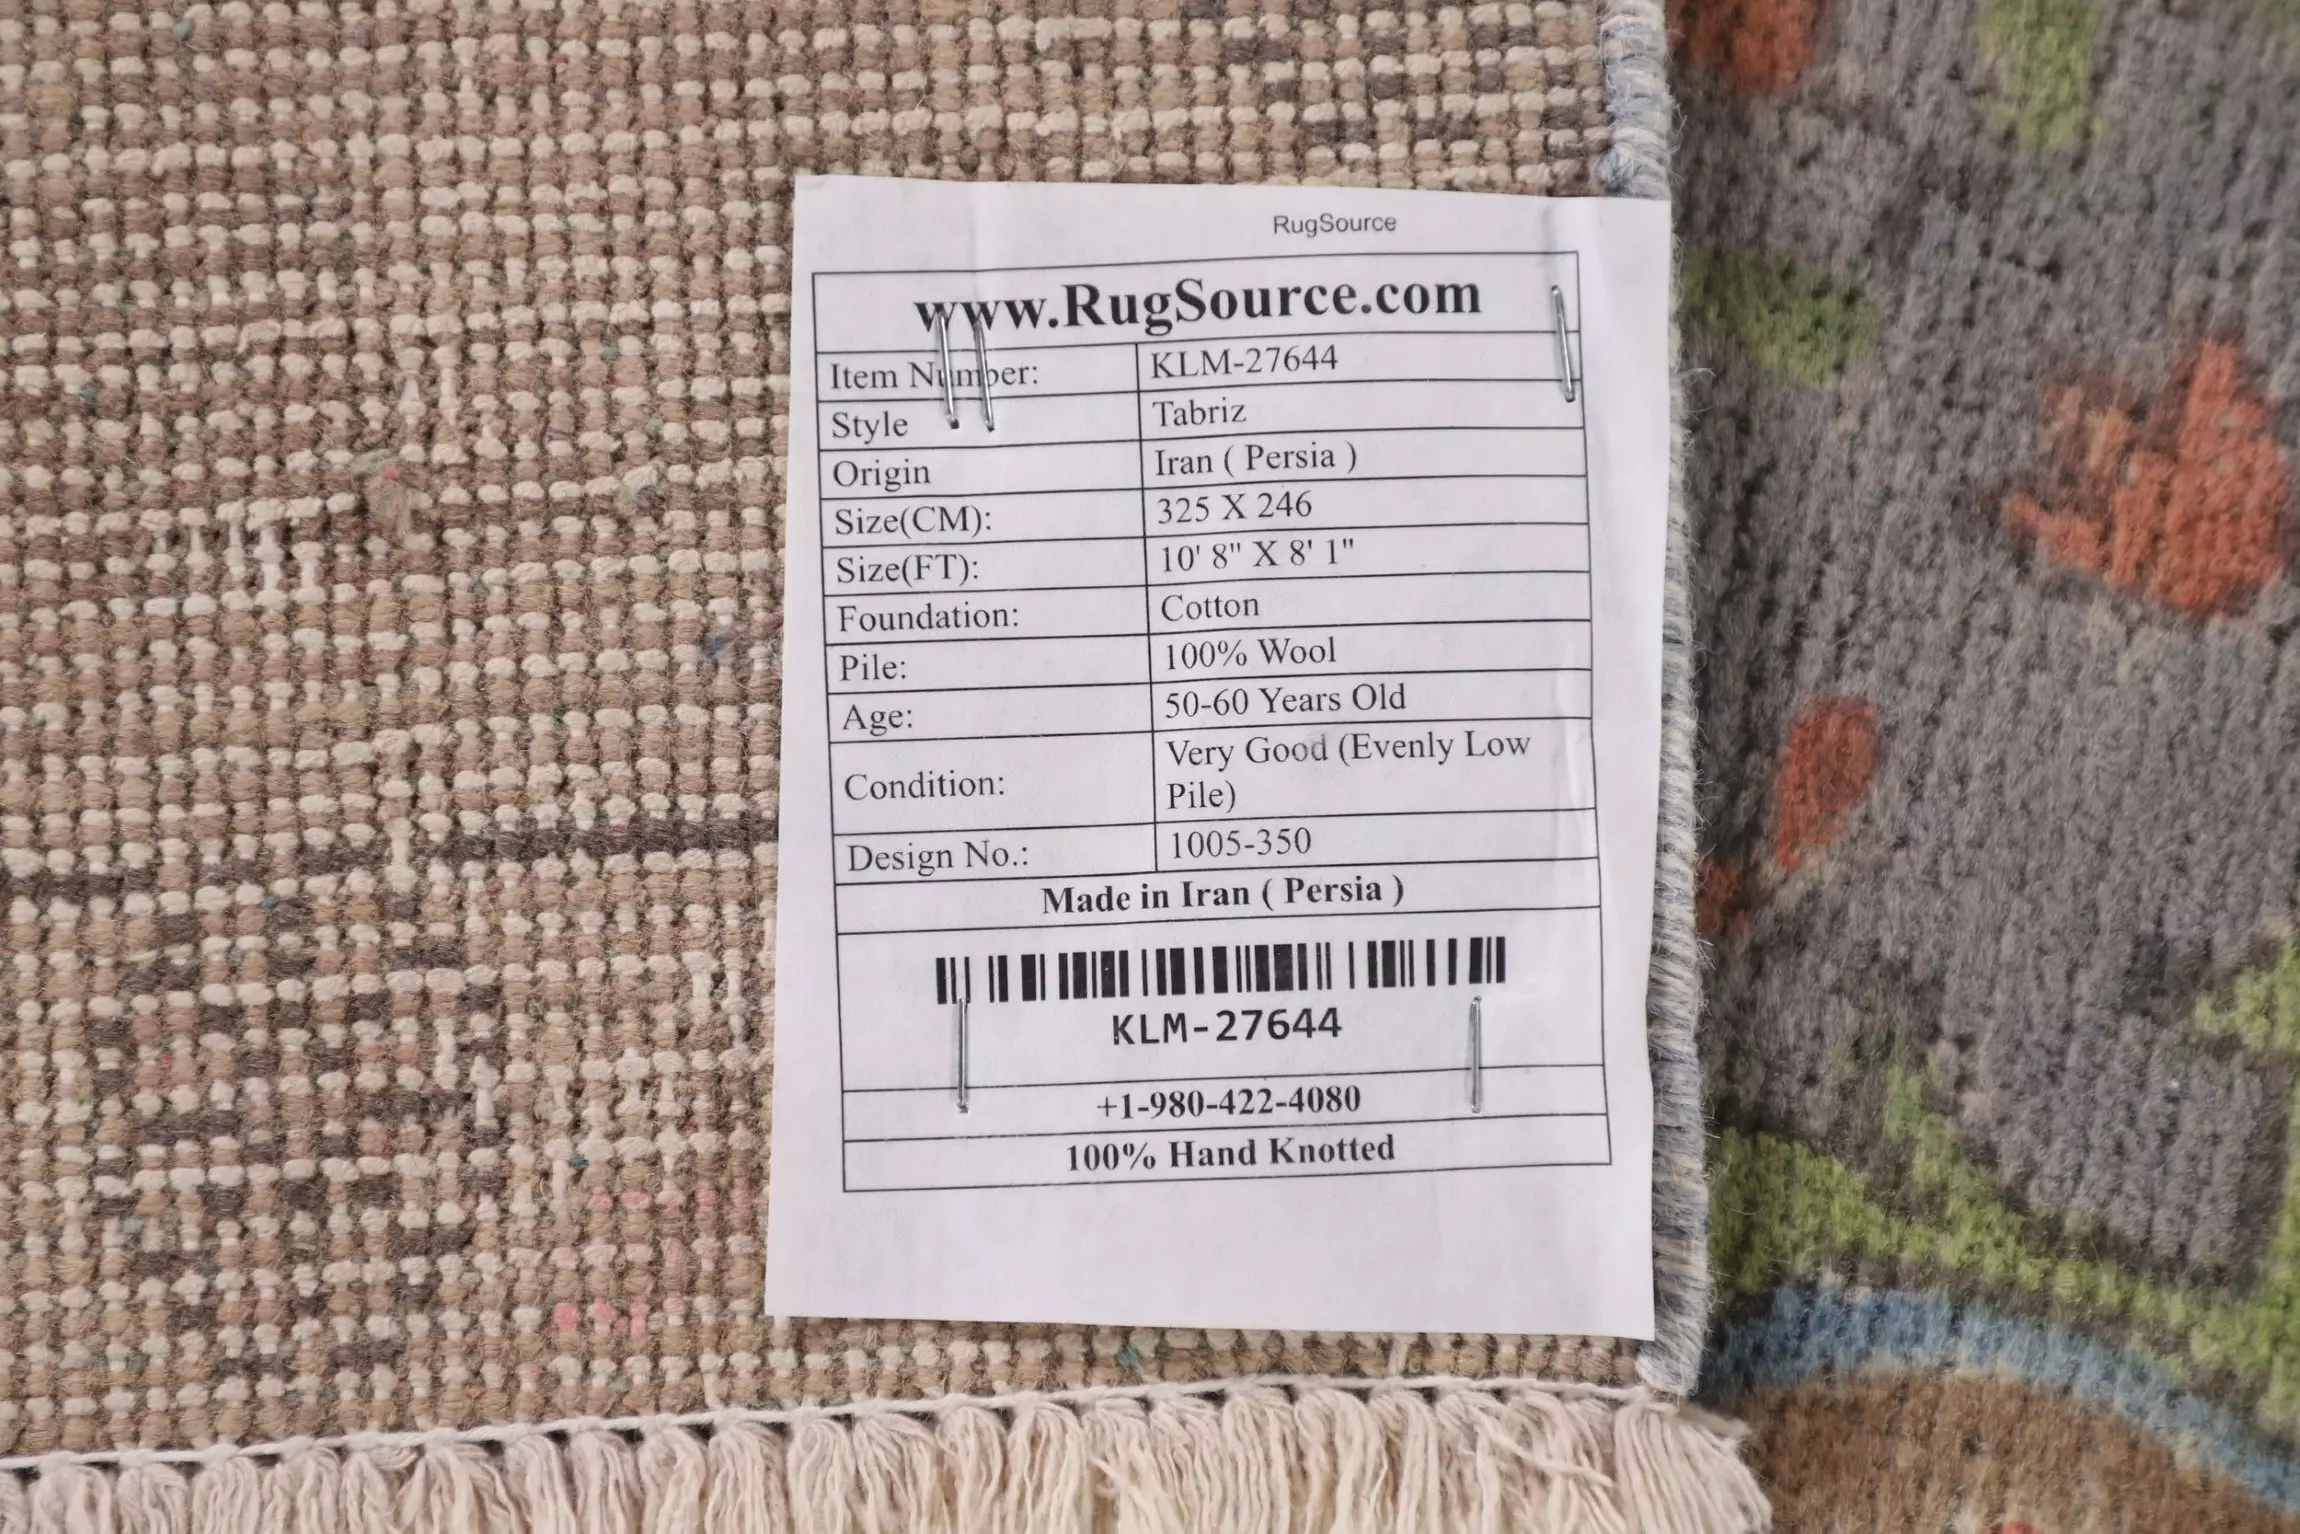 RugSource
www.RugSource.com
Item Number: KLM-27644
Style Tabriz
Origin Iran ( Persia )
Size(CM): 325 X 246
Size(FT): 10' 8" X 8' 1"
Foundation: Cotton
Pile: 100% Wool
Age: 50-60 Years Old
Condition: Very Good (Evenly Low
Pile)
Design No.: 1005-350
Made in Iran ( Persia )
KLM-27644
+1-980-422-4080
100% Hand Knotted